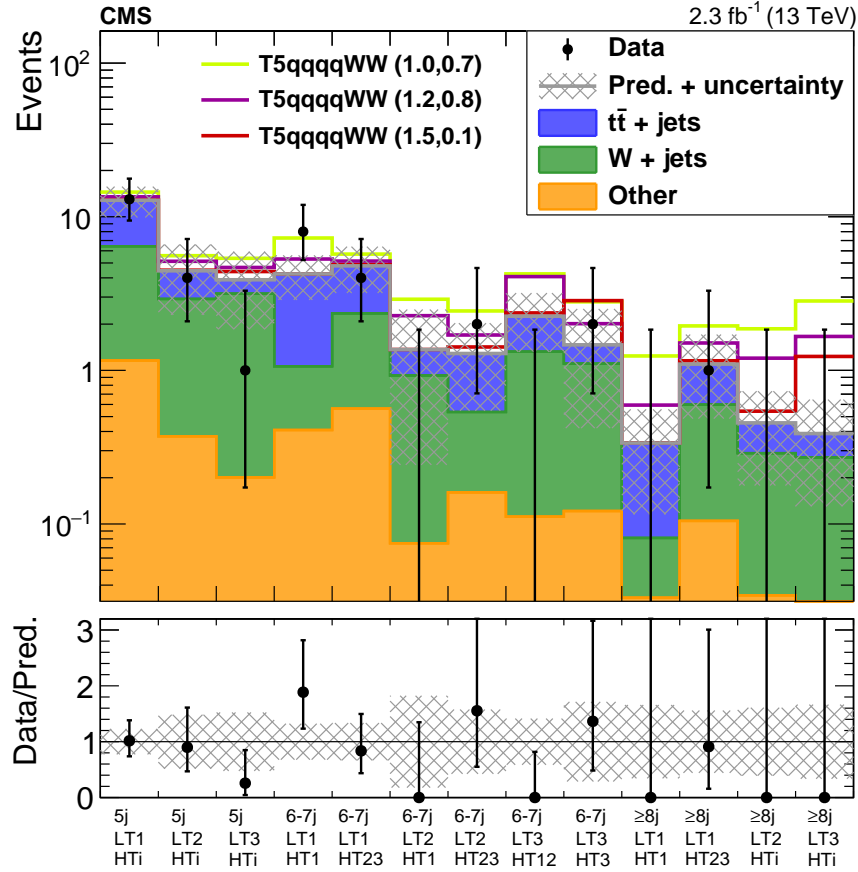 CMS 2.3 fb⁻¹ (13 TeV)
Events
10²
10
1
10⁻¹
T5qqqqWW (1.0,0.7)
T5qqqqWW (1.2,0.8)
T5qqqqWW (1.5,0.1)
Data
Pred. + uncertainty
tt̄ + jets
W + jets
Other
Data/Pred.
3
2
1
0
5j 5j 5j 6-7j 6-7j 6-7j 6-7j 6-7j 6-7j ≥8j ≥8j ≥8j ≥8j
LT1 LT2 LT3 LT1 LT1 LT2 LT2 LT3 LT3 LT1 LT1 LT2 LT3
HTi HTi HTi HT1 HT23 HT1 HT23 HT12 HT3 HT1 HT23 HTi HTi